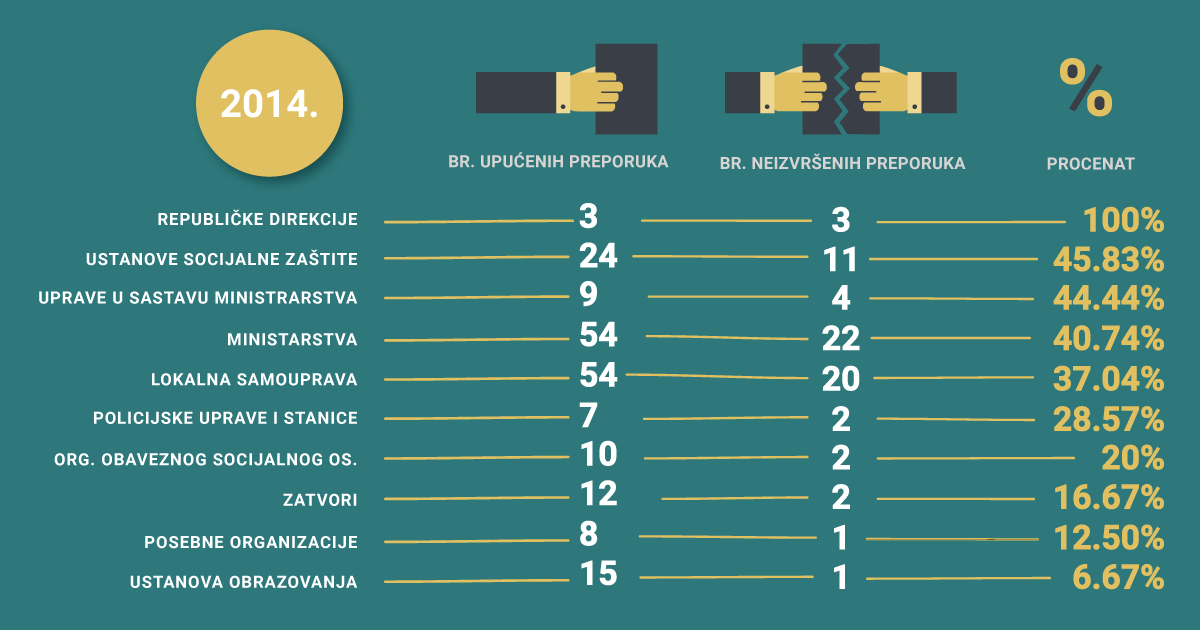 2014.
%
BR. UPUĆENIH PREPORUKA BR. NEIZVRŠENIH PREPORUKA PROCENAT
REPUBLIČKE DIREKCIJE 3 3 100%
USTANOVE SOCIJALNE ZAŠTITE 24 11 45.83%
UPRAVE U SASTAVU MINISTRARSTVA 9 4 44.44%
MINISTARSTVA 54 22 40.74%
LOKALNA SAMOUPRAVA 54 20 37.04%
POLICIJSKE UPRAVE I STANICE 7 2 28.57%
ORG. OBAVEZNOG SOCIJALNOG OS. 10 2 20%
ZATVORI 12 2 16.67%
POSEBNE ORGANIZACIJE 8 1 12.50%
USTANOVA OBRAZOVANJA 15 1 6.67%